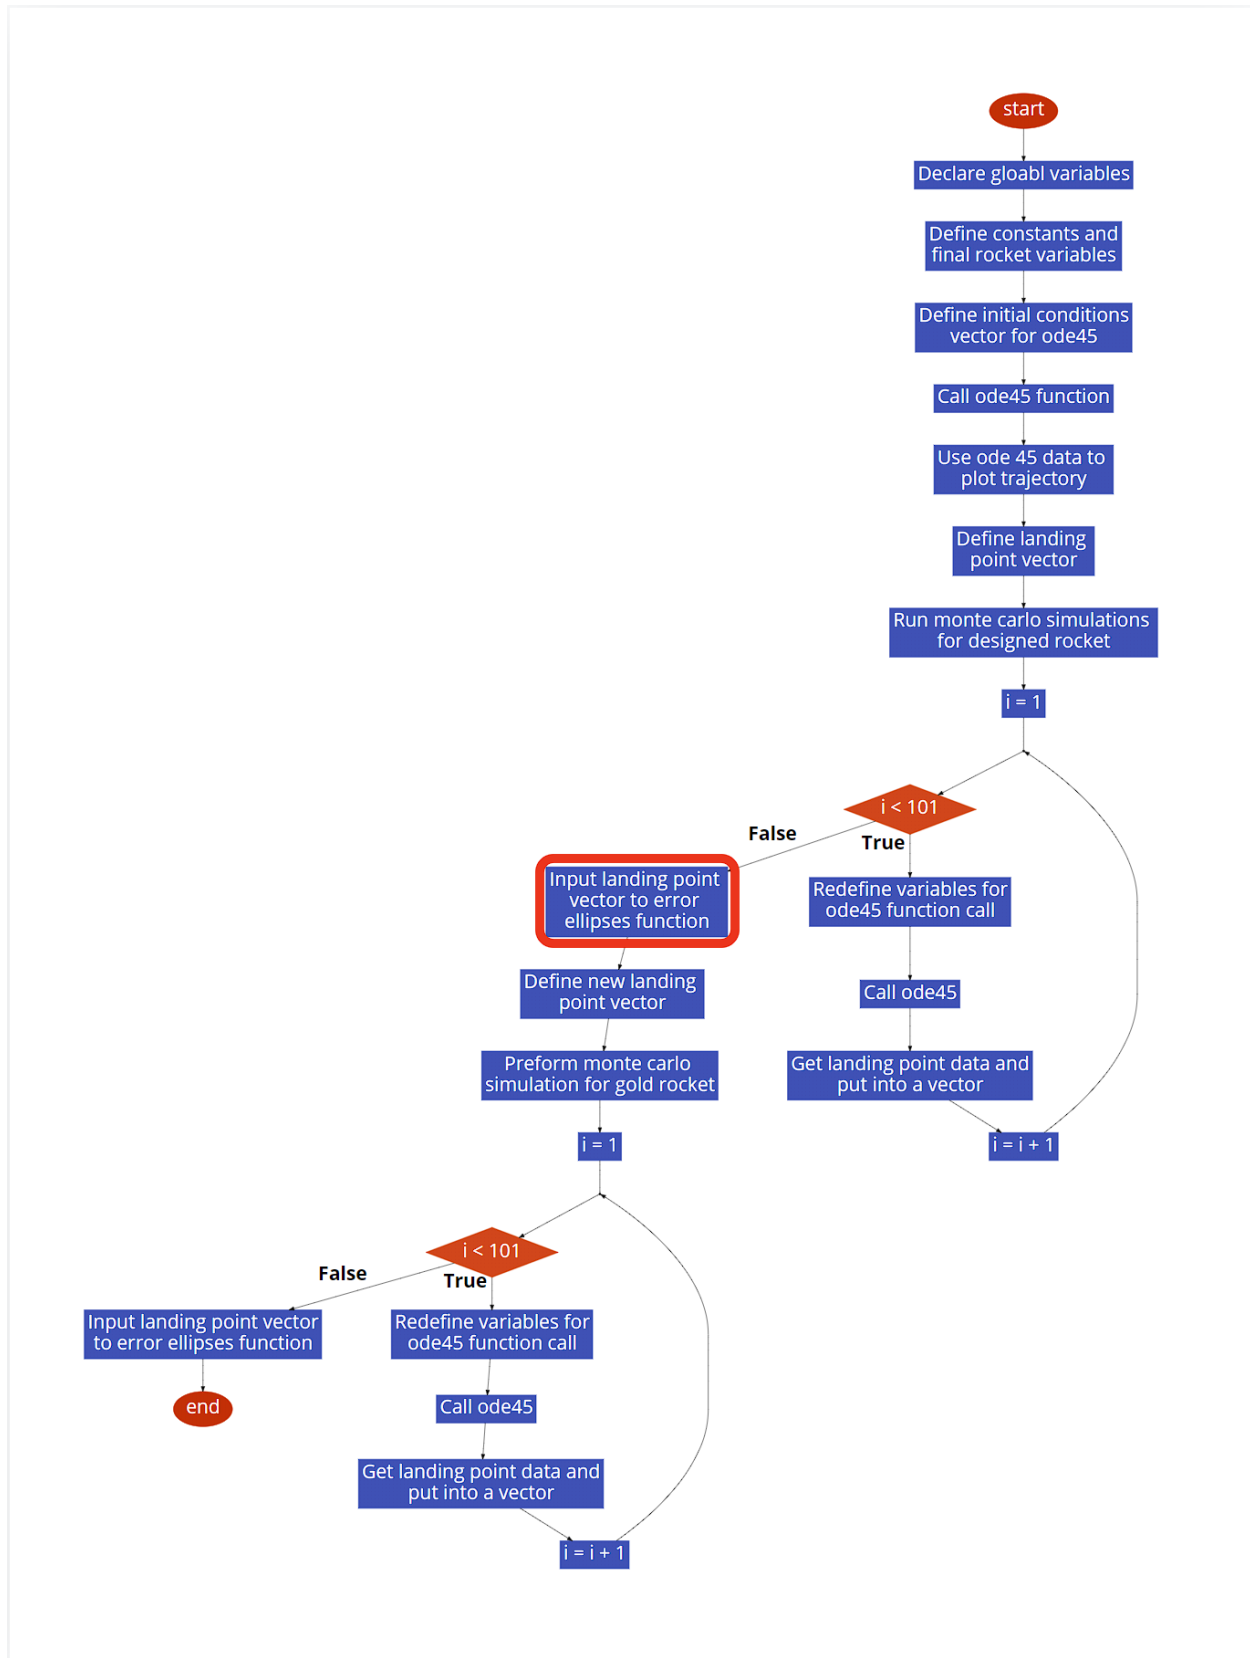 start
Declare gloabl variables
Define constants and
final rocket variables
Define initial conditions
vector for ode45
Call ode45 function
Use ode 45 data to
plot trajectory
Define landing
point vector
Run monte carlo simulations
for designed rocket
i = 1
i < 101
False
True
Input landing point
vector to error
ellipses function
Redefine variables for
ode45 function call
Define new landing
point vector
Call ode45
Preform monte carlo
simulation for gold rocket
Get landing point data and
put into a vector
i = 1
i = i + 1
i < 101
False
True
Input landing point vector
to error ellipses function
Redefine variables for
ode45 function call
end
Call ode45
Get landing point data and
put into a vector
i = i + 1